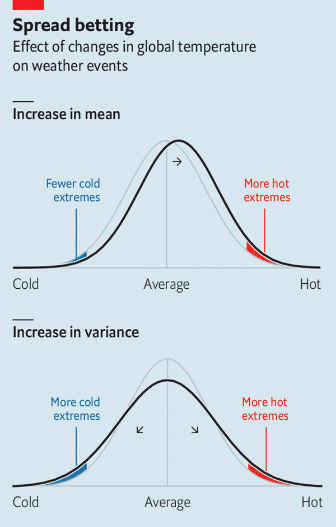 Spread betting
Effect of changes in global temperature
on weather events
Increase in mean
Fewer cold
extremes
More hot
extremes
Cold
Average
Hot
Increase in variance
More cold
extremes
More hot
extremes
Cold
Average
Hot